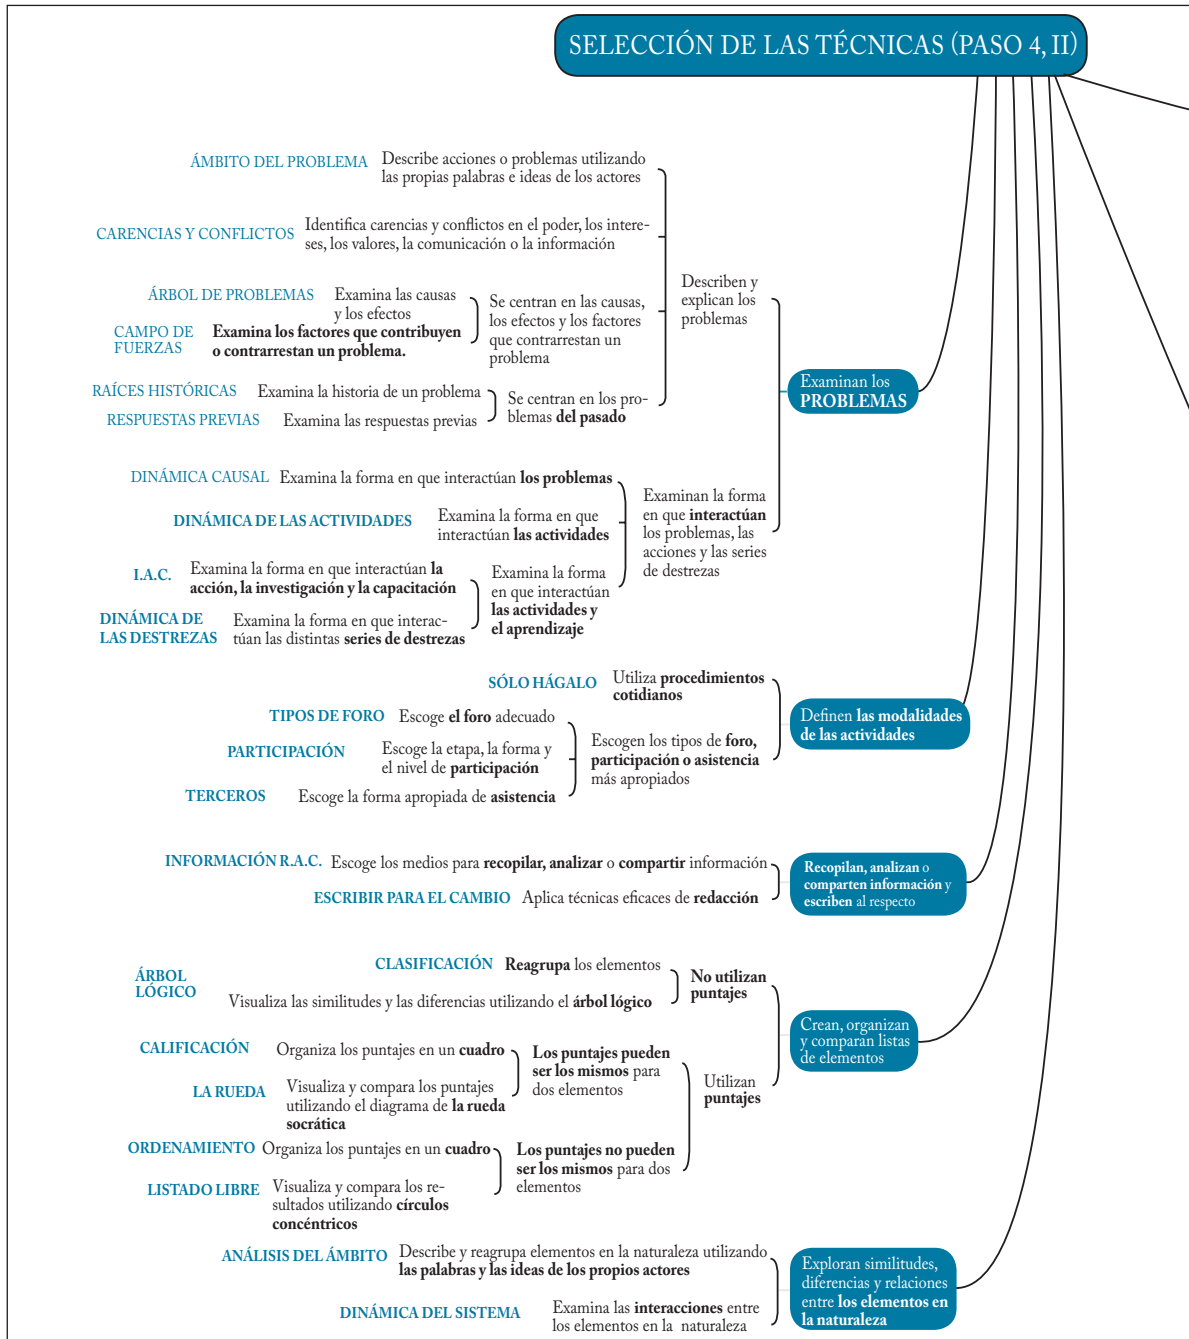 SELECCIÓN DE LAS TÉCNICAS (PASO 4, II)
ÁMBITO DEL PROBLEMA
Describe acciones o problemas utilizando
las propias palabras e ideas de los actores
CARENCIAS Y CONFLICTOS
Identifica carencias y conflictos en el poder, los intere-
ses, los valores, la comunicación o la información
ÁRBOL DE PROBLEMAS
Examina las causas
y los efectos
CAMPO DE
FUERZAS
Examina los factores que contribuyen
o contrarrestan un problema.
Se centran en las causas,
los efectos y los factores
que contrarrestan un
problema
RAÍCES HISTÓRICAS
Examina la historia de un problema
RESPUESTAS PREVIAS
Examina las respuestas previas
Se centran en los pro-
blemas del pasado
Describen y
explican los
problemas
DINÁMICA CAUSAL
Examina la forma en que interactúan los problemas
DINÁMICA DE LAS ACTIVIDADES
Examina la forma en que
interactúan las actividades
I.A.C.
Examina la forma en que interactúan la
acción, la investigación y la capacitación
DINÁMICA DE
LAS DESTREZAS
Examina la forma en que interac-
túan las distintas series de destrezas
Examina la forma
en que interactúan
las actividades y
el aprendizaje
Examinan la forma
en que interactúan
los problemas, las
acciones y las series
de destrezas
Examinan los
PROBLEMAS
SÓLO HÁGALO
Utiliza procedimientos
cotidianos
TIPOS DE FORO
Escoge el foro adecuado
PARTICIPACIÓN
Escoge la etapa, la forma y
el nivel de participación
TERCEROS
Escoge la forma apropiada de asistencia
Escogen los tipos de foro,
participación o asistencia
más apropiados
Definen las modalidades
de las actividades
INFORMACIÓN R.A.C.
Escoge los medios para recopilar, analizar o compartir información
ESCRIBIR PARA EL CAMBIO
Aplica técnicas eficaces de redacción
Recopilan, analizan o
comparten información y
escriben al respecto
CLASIFICACIÓN
Reagrupa los elementos
ÁRBOL
LÓGICO
Visualiza las similitudes y las diferencias utilizando el árbol lógico
No utilizan
puntajes
CALIFICACIÓN
Organiza los puntajes en un cuadro
LA RUEDA
Visualiza y compara los puntajes
utilizando el diagrama de la rueda
socrática
Los puntajes pueden
ser los mismos para
dos elementos
ORDENAMIENTO
Organiza los puntajes en un cuadro
LISTADO LIBRE
Visualiza y compara los re-
sultados utilizando círculos
concéntricos
Los puntajes no pueden
ser los mismos para dos
elementos
Utilizan
puntajes
Crean, organizan
y comparan listas
de elementos
ANÁLISIS DEL ÁMBITO
Describe y reagrupa elementos en la naturaleza utilizando
las palabras y las ideas de los propios actores
DINÁMICA DEL SISTEMA
Examina las interacciones entre
los elementos en la naturaleza
Exploran similitudes,
diferencias y relaciones
entre los elementos en
la naturaleza